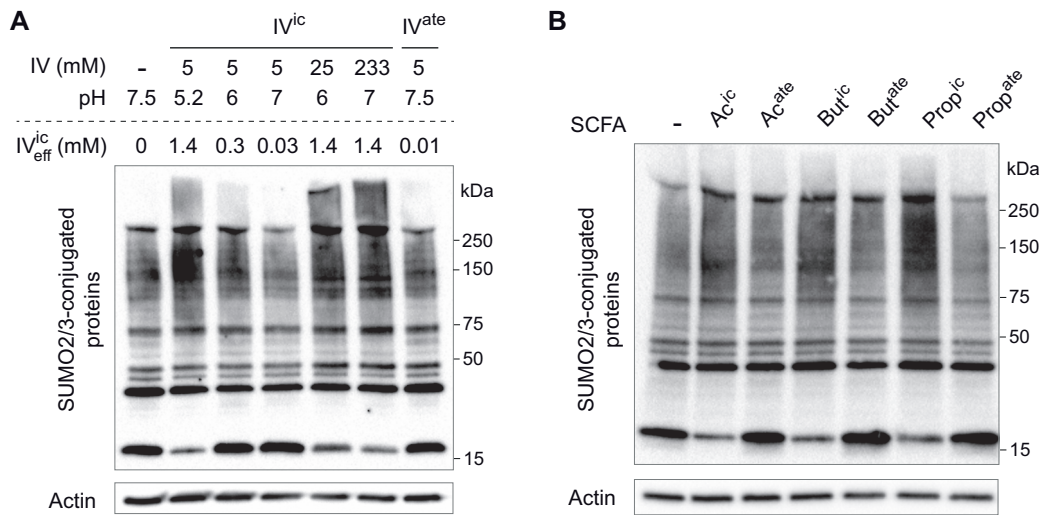 A
B
IV^ic IV^ate
IV (mM) - 5 5 5 25 233 5
pH 7.5 5.2 6 7 6 7 7.5
IV^ic_eff (mM) 0 1.4 0.3 0.03 1.4 1.4 0.01
kDa
250
150
75
50
15
SUMO2/3-conjugated
proteins
Actin
SCFA - Ac^ic Ac^ate But^ic But^ate Prop^ic Prop^ate
kDa
250
150
75
50
15
SUMO2/3-conjugated
proteins
Actin